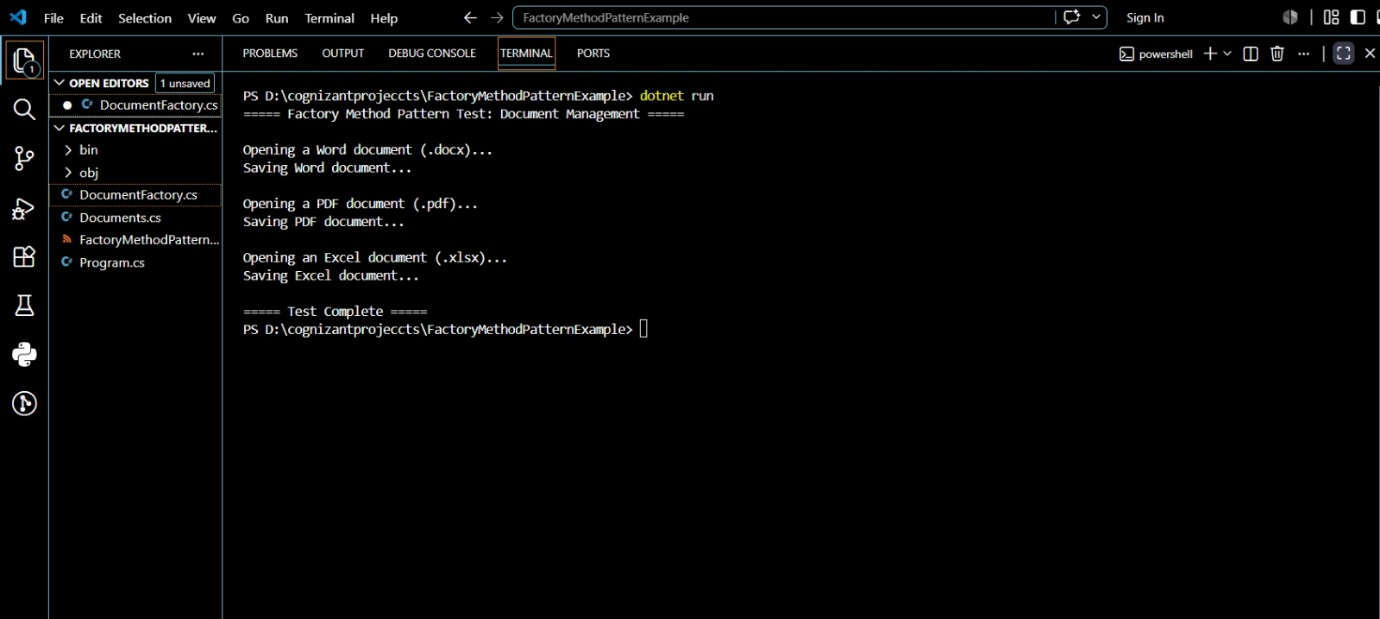 File Edit Selection View Go Run Terminal Help
FactoryMethodPatternExample
Sign In
EXPLORER
PROBLEMS OUTPUT DEBUG CONSOLE TERMINAL PORTS
powershell
OPEN EDITORS 1 unsaved
DocumentFactory.cs
FACTORYMETHODPATTER...
bin
obj
DocumentFactory.cs
Documents.cs
FactoryMethodPattern...
Program.cs
1
PS D:\cognizantprojeccts\FactoryMethodPatternExample> dotnet run
===== Factory Method Pattern Test: Document Management =====
Opening a Word document (.docx)...
Saving Word document...
Opening a PDF document (.pdf)...
Saving PDF document...
Opening an Excel document (.xlsx)...
Saving Excel document...
===== Test Complete =====
PS D:\cognizantprojeccts\FactoryMethodPatternExample>